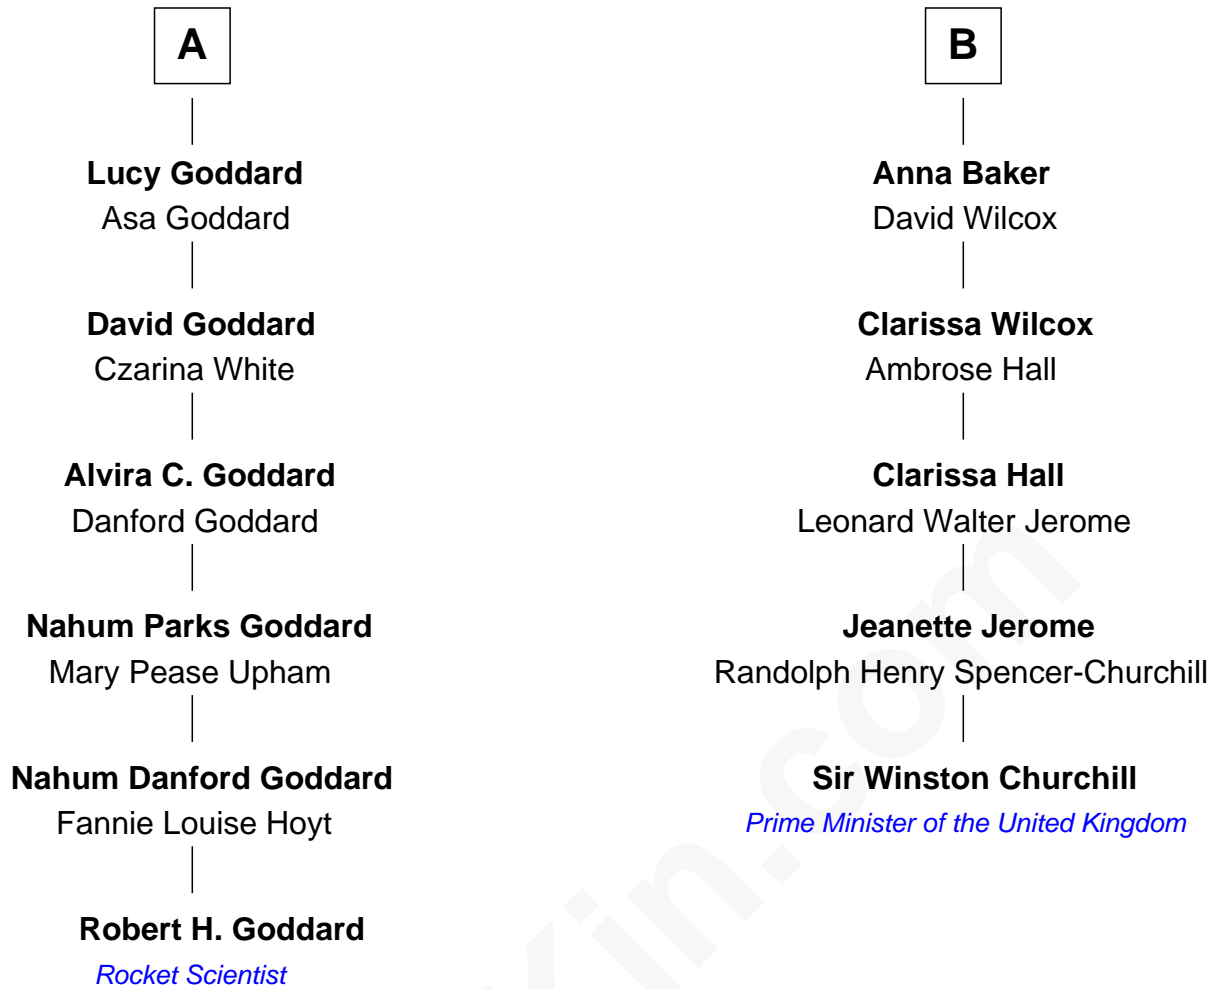 A
Lucy Goddard
Asa Goddard
David Goddard
Czarina White
Alvira C. Goddard
Danford Goddard
Nahum Parks Goddard
Mary Pease Upham
Nahum Danford Goddard
Fannie Louise Hoyt
Robert H. Goddard
Rocket Scientist
B
Anna Baker
David Wilcox
Clarissa Wilcox
Ambrose Hall
Clarissa Hall
Leonard Walter Jerome
Jeanette Jerome
Randolph Henry Spencer-Churchill
Sir Winston Churchill
Prime Minister of the United Kingdom
Kin.com